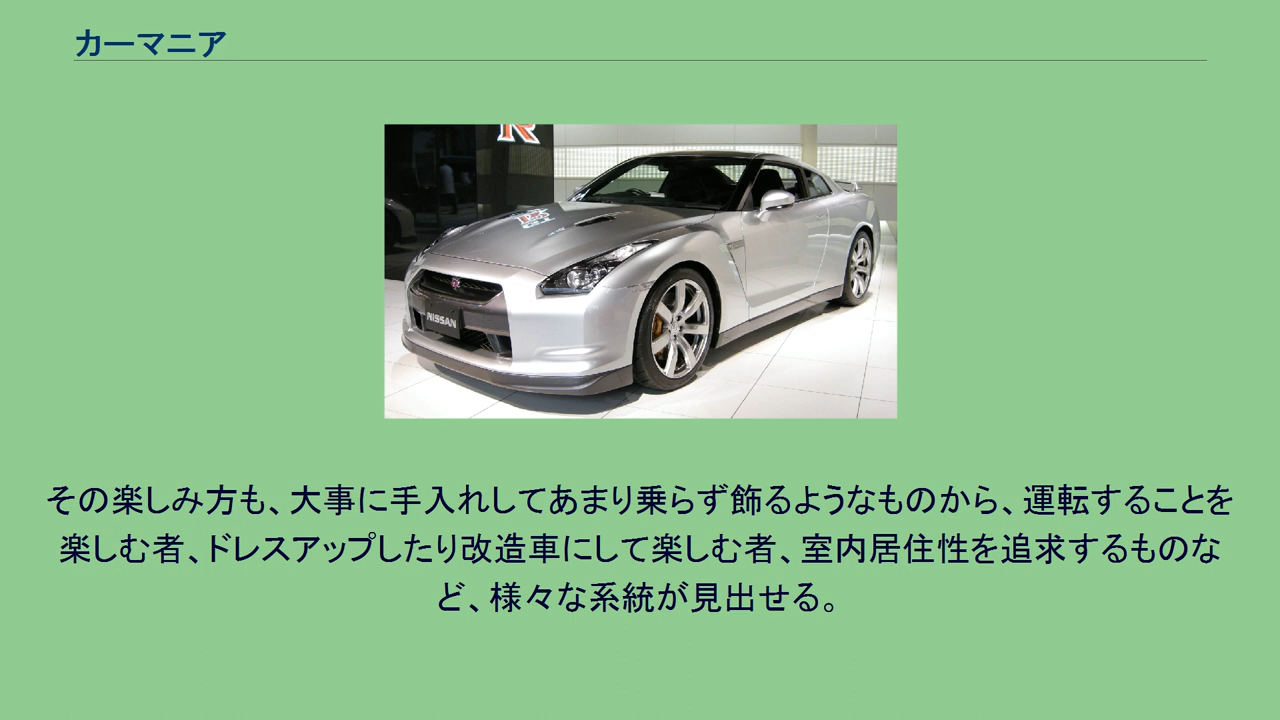 カーマニア
R
NISSAN
その楽しみ方も、大事に手入れしてあまり乗らず飾るようなものから、運転することを
楽しむ者、ドレスアップしたり改造車にして楽しむ者、室内居住性を追求するものな
ど、様々な系統が見出せる。